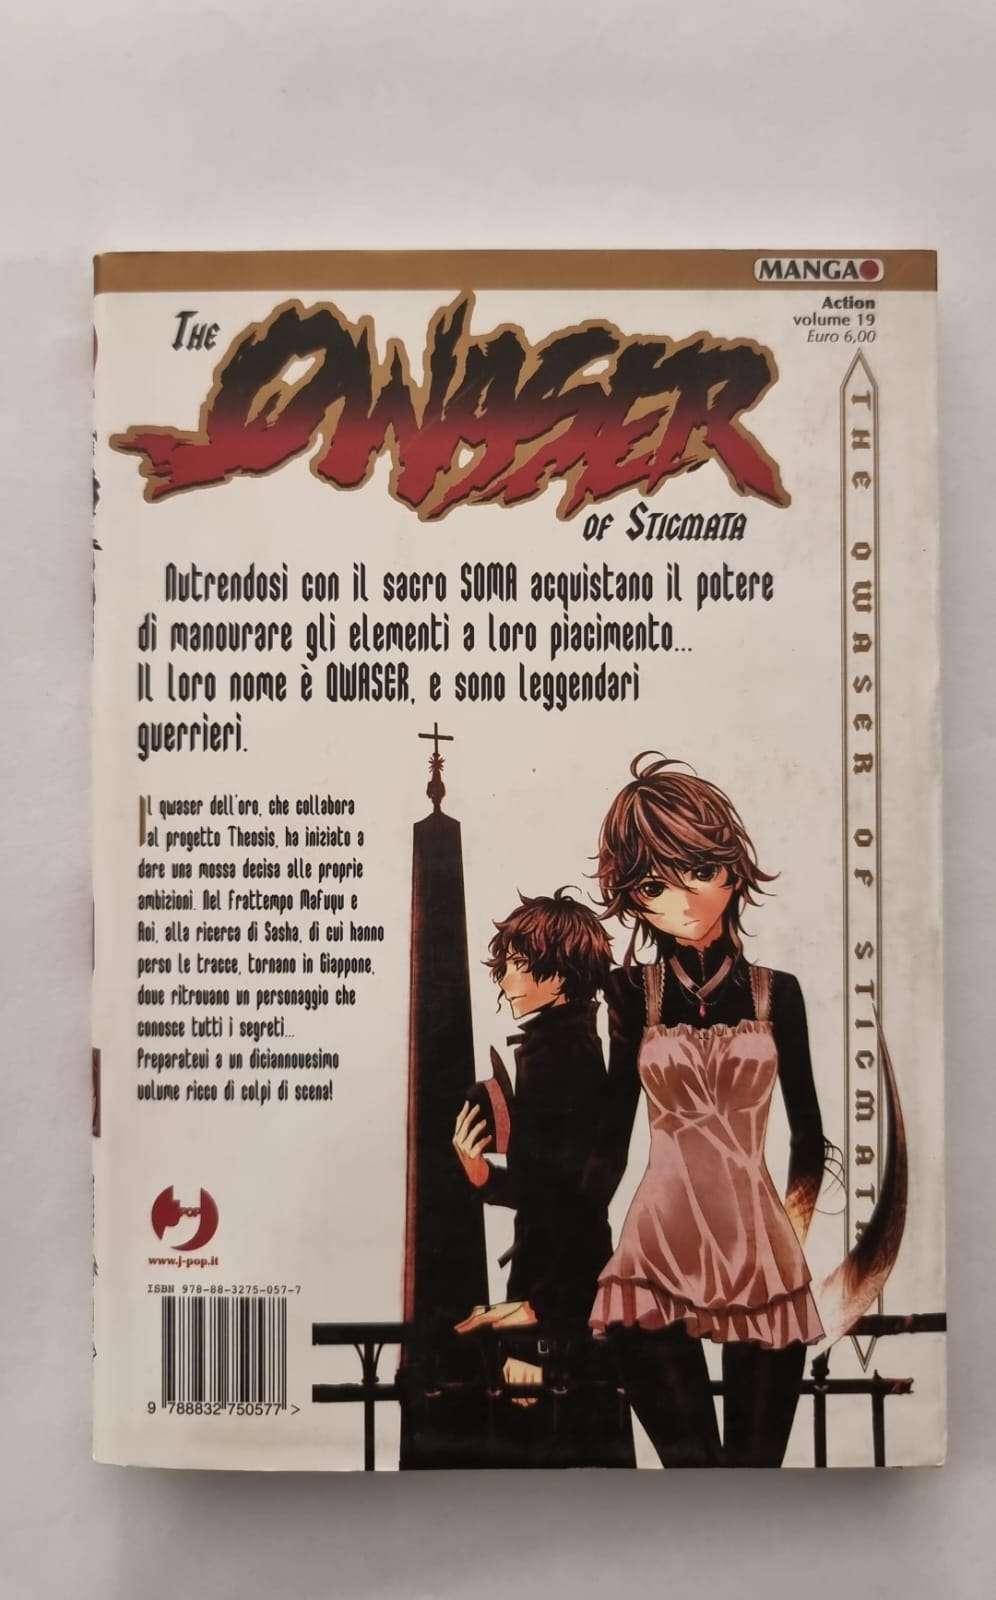 MANGA
Action
volume 19
Euro 6,00
THE
QWASER
OF STIGMATA
THE QWASER OF STIGMATA
Nutrendosi con il sacro SOMA acquistano il potere
di manovrare gli elementi a loro piacimento...
Il loro nome è QWASER, e sono leggendari
guerrieri.
Il qwaser dell'oro, che collabora
al progetto Theosis, ha iniziato a
dare una mossa decisa alle proprie
ambizioni. Nel frattempo Mafuyu e
Aoi, alla ricerca di Sasha, di cui hanno
perso le tracce, tornano in Giappone,
dove ritrovano un personaggio che
conosce tutti i segreti...
Preparatevi a un diciannovesimo
volume ricco di colpi di scena!
J-POP
www.j-pop.it
ISBN 978-88-3275-057-7
9 788832 750577 >